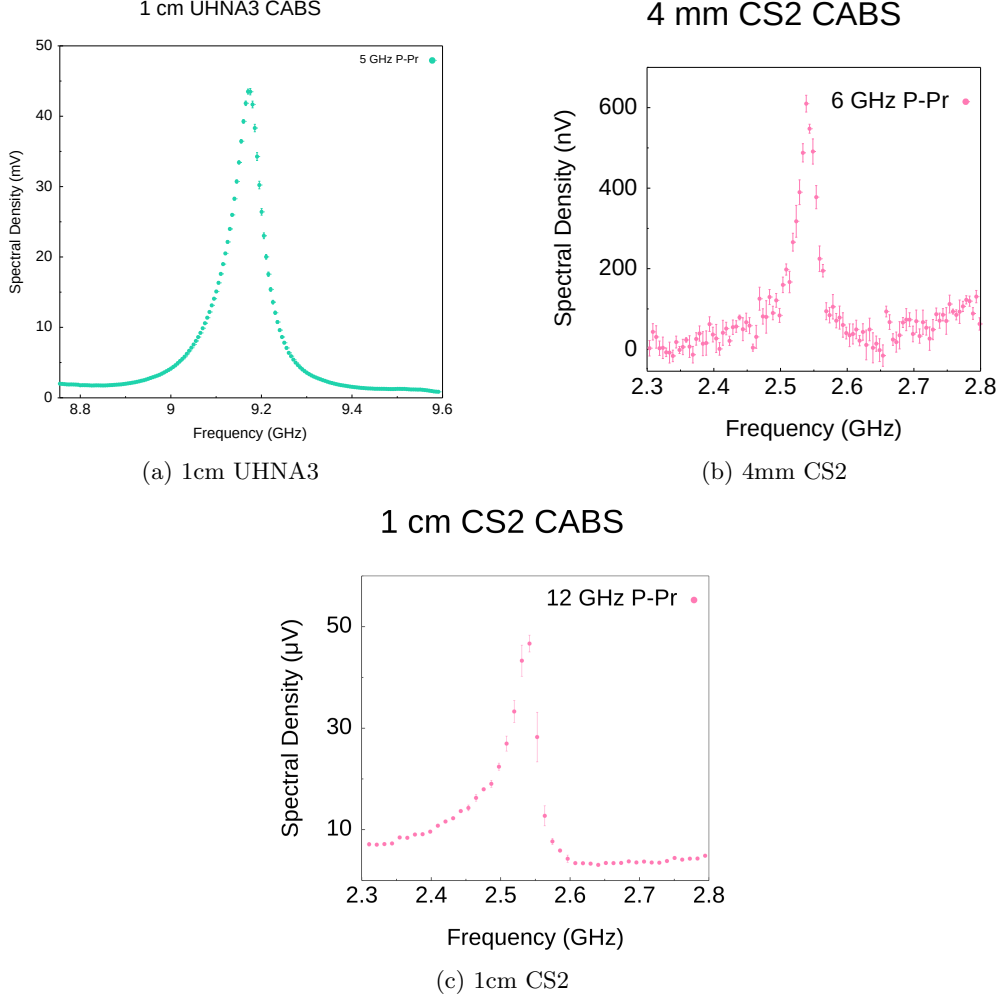 1 cm UHNA3 CABS
50
40
30
20
10
0
Spectral Density (mV)
5 GHz P-Pr
8.8
9
9.2
9.4
9.6
Frequency (GHz)
(a) 1cm UHNA3
4 mm CS2 CABS
600
400
200
0
Spectral Density (nV)
6 GHz P-Pr
2.3
2.4
2.5
2.6
2.7
2.8
Frequency (GHz)
(b) 4mm CS2
1 cm CS2 CABS
50
30
10
Spectral Density (μV)
12 GHz P-Pr
2.3
2.4
2.5
2.6
2.7
2.8
Frequency (GHz)
(c) 1cm CS2